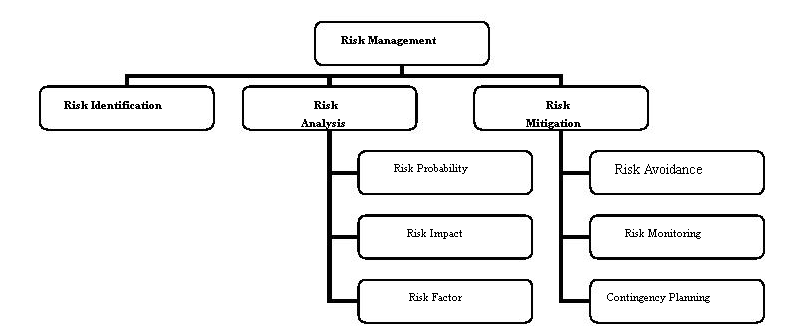 Risk Management
Risk Identification
Risk
Analysis
Risk
Mitigation
Risk Probability
Risk Avoidance
Risk Impact
Risk Monitoring
Risk Factor
Contingency Planning